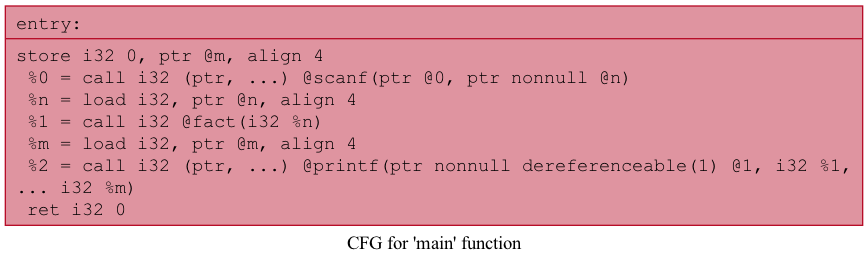 entry:
store i32 0, ptr @m, align 4
%0 = call i32 (ptr, ...) @scanf(ptr @0, ptr nonnull @n)
%n = load i32, ptr @n, align 4
%1 = call i32 @fact(i32 %n)
%m = load i32, ptr @m, align 4
%2 = call i32 (ptr, ...) @printf(ptr nonnull dereferenceable(1) @1, i32 %1,
... i32 %m)
ret i32 0
CFG for 'main' function